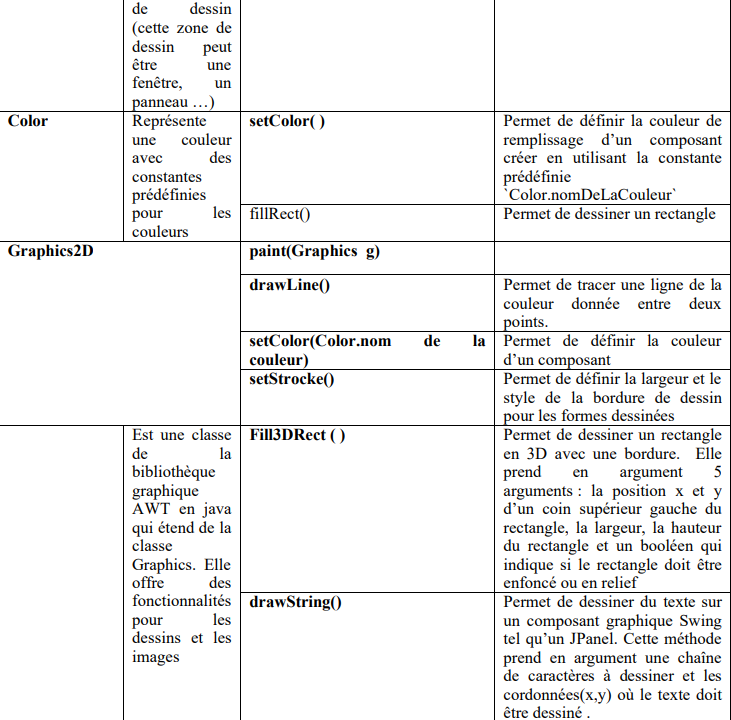 de dessin
(cette zone de
dessin peut
être une
fenêtre, un
panneau …)
Color
Représente
une couleur
avec des
constantes
prédéfinies
pour les
couleurs
setColor( )
Permet de définir la couleur de
remplissage d’un composant
créer en utilisant la constante
prédéfinie
`Color.nomDeLaCouleur`
fillRect()
Permet de dessiner un rectangle
Graphics2D
paint(Graphics g)
drawLine()
Permet de tracer une ligne de la
couleur donnée entre deux
points.
setColor(Color.nom de la
couleur)
Permet de définir la couleur
d’un composant
setStrocke()
Permet de définir la largeur et le
style de la bordure de dessin
pour les formes dessinées
Est une classe
de la
bibliothèque
graphique
AWT en java
qui étend de la
classe
Graphics. Elle
offre des
fonctionnalités
pour les
dessins et les
images
Fill3DRect ( )
Permet de dessiner un rectangle
en 3D avec une bordure. Elle
prend en argument 5
arguments : la position x et y
d’un coin supérieur gauche du
rectangle, la largeur, la hauteur
du rectangle et un booléen qui
indique si le rectangle doit être
enfoncé ou en relief
drawString()
Permet de dessiner du texte sur
un composant graphique Swing
tel qu’un JPanel. Cette méthode
prend en argument une chaîne
de caractères à dessiner et les
cordonnées(x,y) où le texte doit
être dessiné .